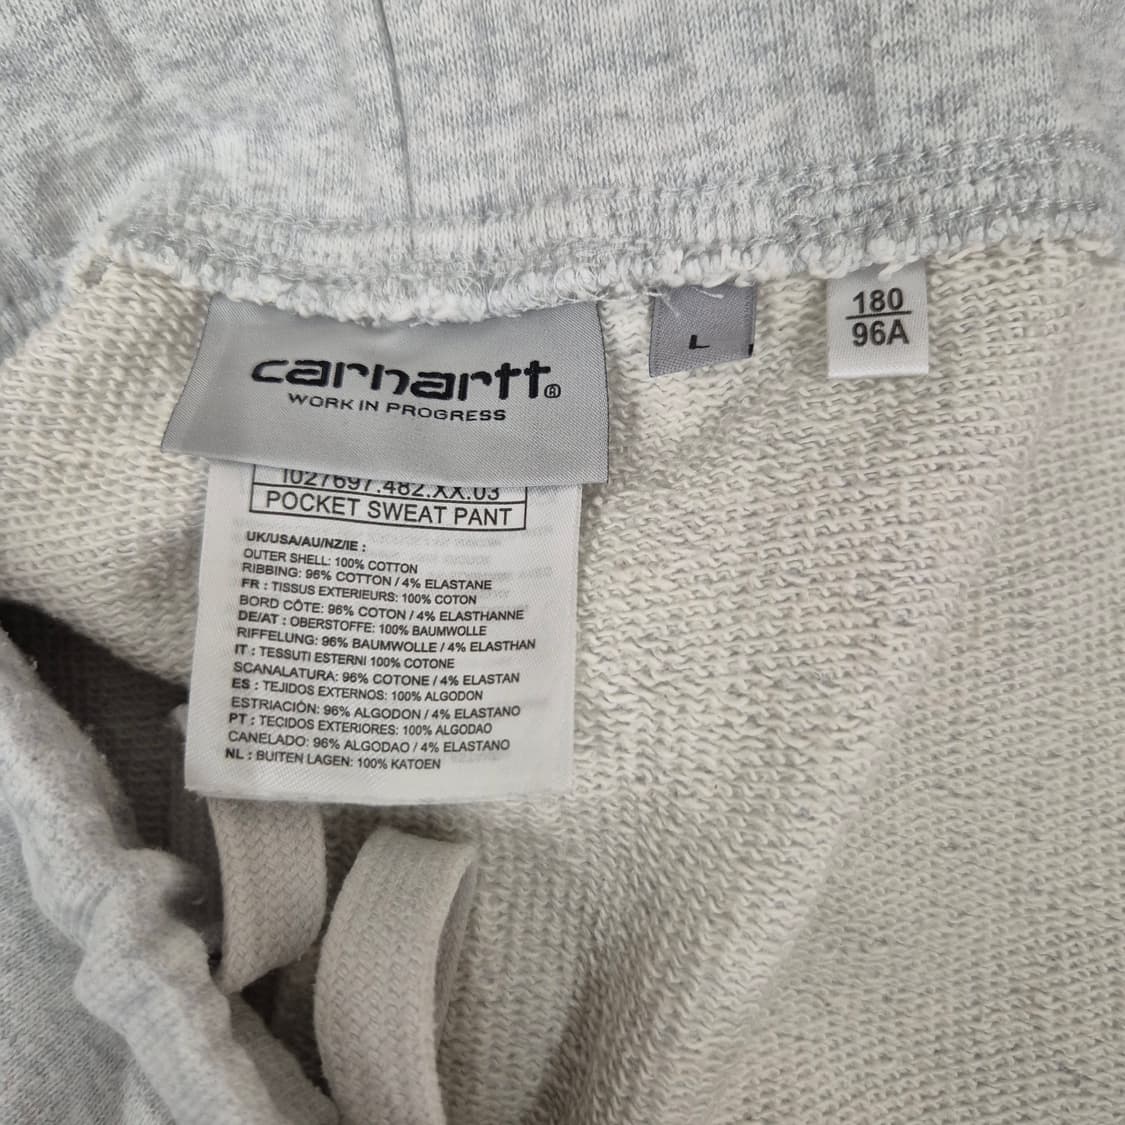 carhartt®
WORK IN PROGRESS
L
180
96A
1027697.482.XX.03
POCKET SWEAT PANT
UK/USA/AU/NZ/IE :
OUTER SHELL: 100% COTTON
RIBBING: 96% COTTON / 4% ELASTANE
FR : TISSUS EXTERIEURS: 100% COTON
BORD CÔTE: 96% COTON / 4% ELASTHANNE
DE/AT : OBERSTOFFE: 100% BAUMWOLLE
RIFFELUNG: 96% BAUMWOLLE / 4% ELASTHAN
IT : TESSUTI ESTERNI 100% COTONE
SCANALATURA: 96% COTONE / 4% ELASTAN
ES : TEJIDOS EXTERNOS: 100% ALGODON
ESTRIACIÓN: 96% ALGODON / 4% ELASTANO
PT : TECIDOS EXTERIORES: 100% ALGODAO
CANELADO: 96% ALGODAO / 4% ELASTANO
NL : BUITEN LAGEN: 100% KATOEN